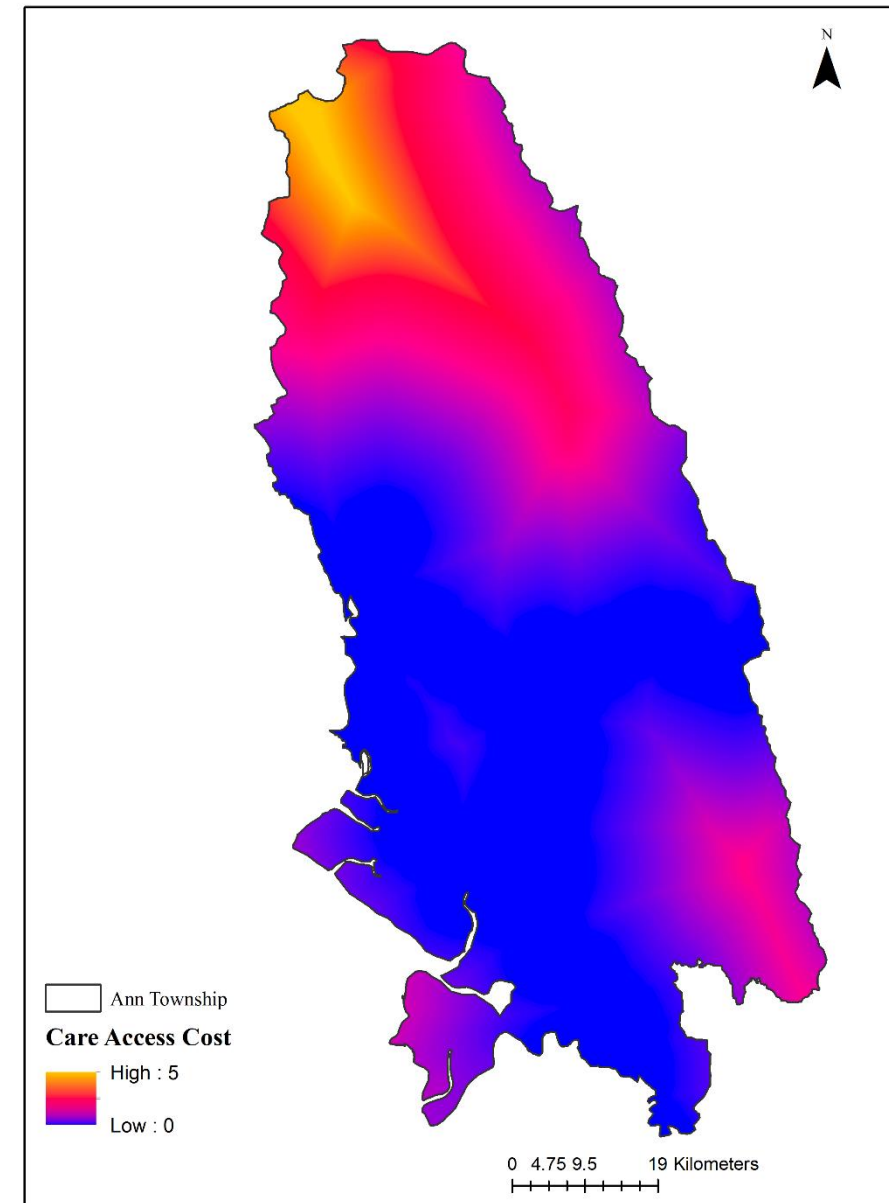 N
Ann Township
Care Access Cost
High : 5
Low : 0
0 4.75 9.5 19 Kilometers